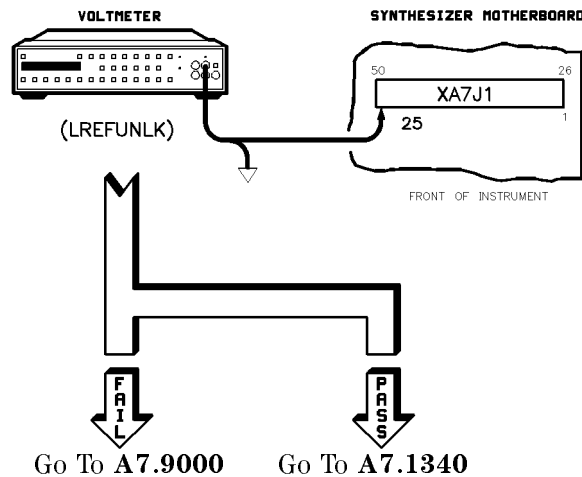 VOLTMETER
SYNTHESIZER MOTHERBOARD
50
26
XA7J1
(LREFUNLK)
25
1
FRONT OF INSTRUMENT
FAIL
PASS
Go To A7.9000
Go To A7.1340